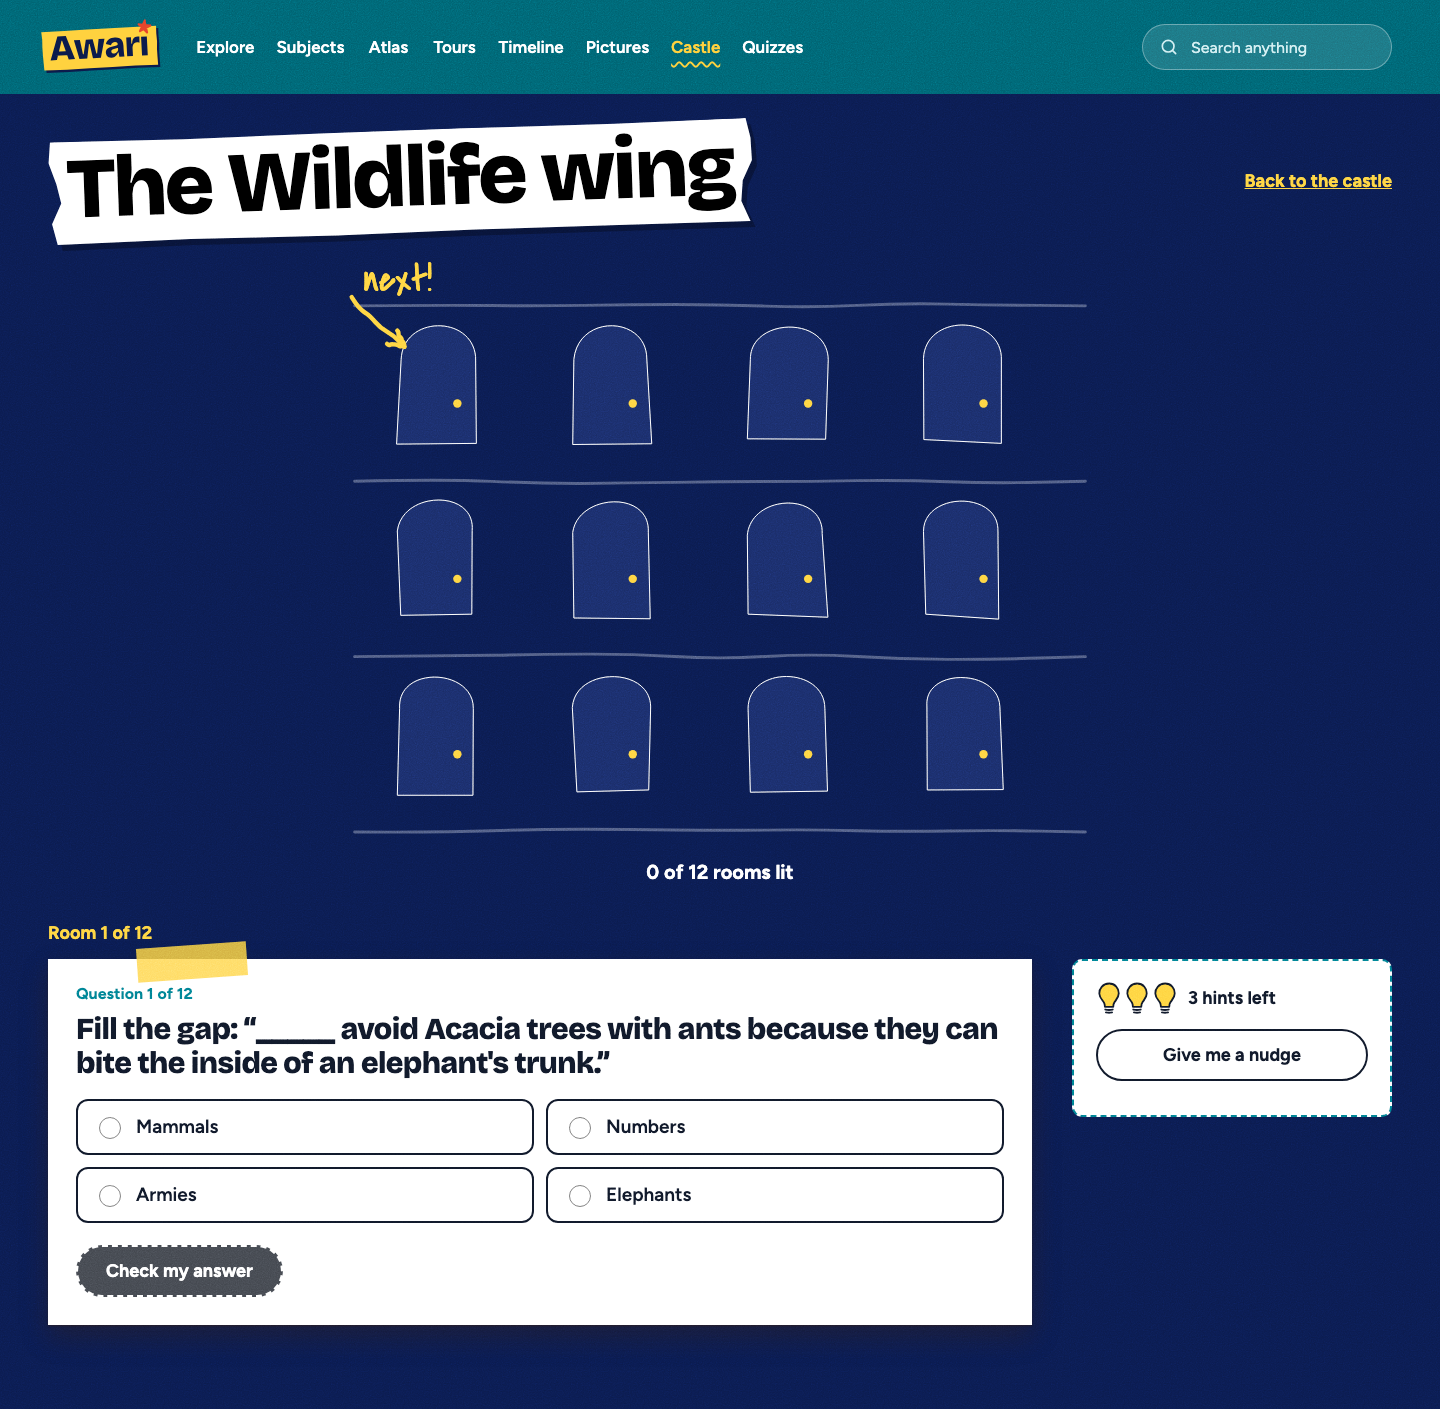 Awari
Explore Subjects Atlas Tours Timeline Pictures Castle Quizzes
Search anything
The Wildlife wing
Back to the castle
next!
0 of 12 rooms lit
Room 1 of 12
Question 1 of 12
Fill the gap: “_____ avoid Acacia trees with ants because they can
bite the inside of an elephant's trunk.”
Mammals
Numbers
Armies
Elephants
Check my answer
3 hints left
Give me a nudge